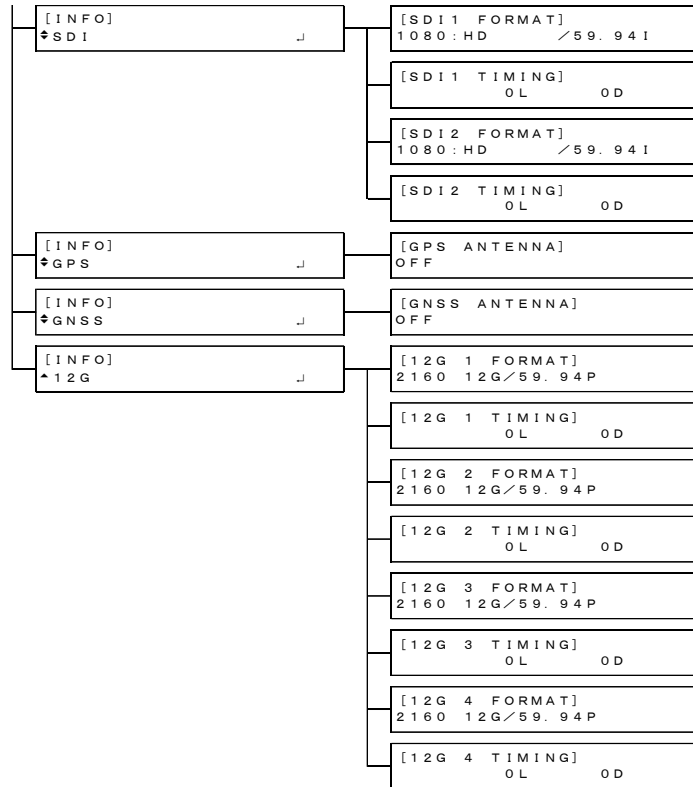 [INFO]
SDI ↵
[SDI1 FORMAT]
1080:HD /59.94I
[SDI1 TIMING]
0L 0D
[SDI2 FORMAT]
1080:HD /59.94I
[SDI2 TIMING]
0L 0D
[INFO]
GPS ↵
[GPS ANTENNA]
OFF
[INFO]
GNSS ↵
[GNSS ANTENNA]
OFF
[INFO]
12G ↵
[12G 1 FORMAT]
2160 12G/59.94P
[12G 1 TIMING]
0L 0D
[12G 2 FORMAT]
2160 12G/59.94P
[12G 2 TIMING]
0L 0D
[12G 3 FORMAT]
2160 12G/59.94P
[12G 3 TIMING]
0L 0D
[12G 4 FORMAT]
2160 12G/59.94P
[12G 4 TIMING]
0L 0D